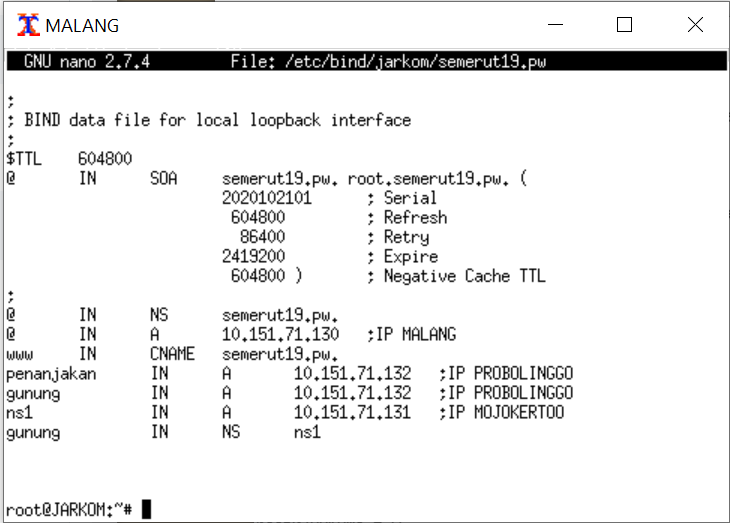 MALANG
GNU nano 2.7.4 File: /etc/bind/jarkom/semerut19.pw
;
; BIND data file for local loopback interface
;
$TTL 604800
@ IN SOA semerut19.pw. root.semerut19.pw. (
2020102101 ; Serial
604800 ; Refresh
86400 ; Retry
2419200 ; Expire
604800 ) ; Negative Cache TTL
;
@ IN NS semerut19.pw.
@ IN A 10.151.71.130 ;IP MALANG
www IN CNAME semerut19.pw.
penanjakan IN A 10.151.71.132 ;IP PROBOLINGGO
gunung IN A 10.151.71.132 ;IP PROBOLINGGO
ns1 IN A 10.151.71.131 ;IP MOJOKERTOO
gunung IN NS ns1
root@JARKOM:~#